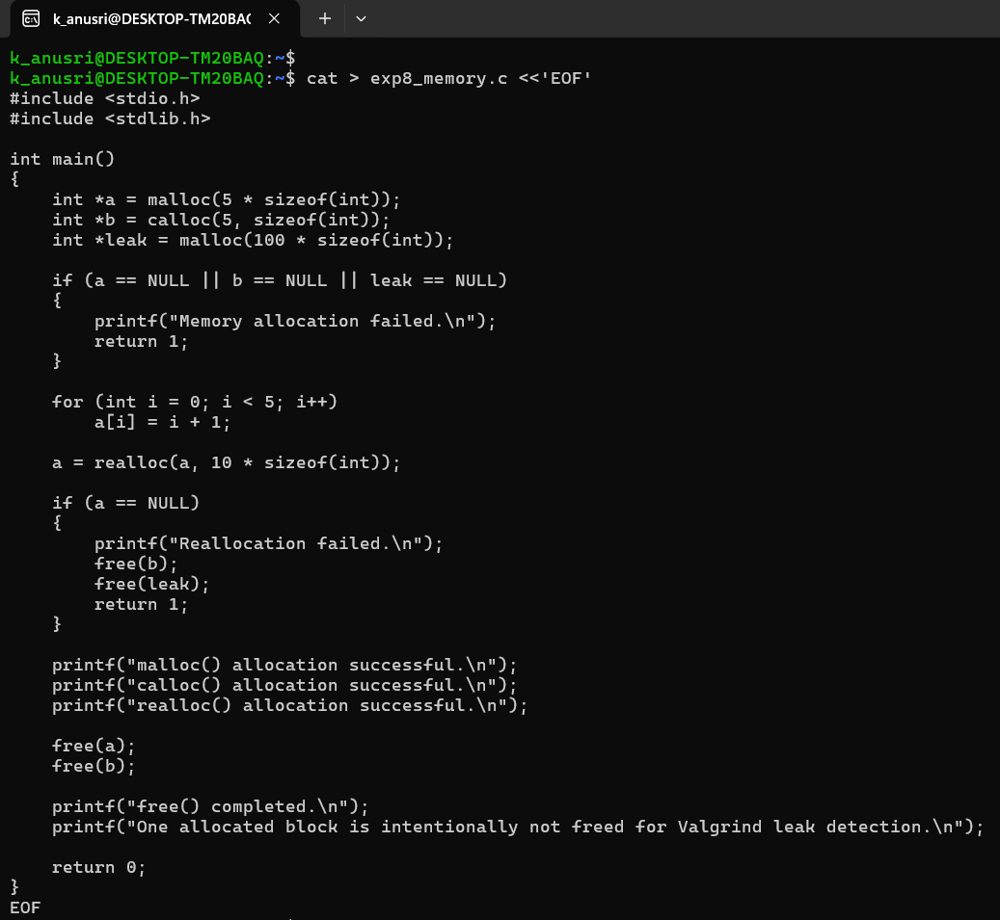 k_anusri@DESKTOP-TM20BAQ
k_anusri@DESKTOP-TM20BAQ:~$
k_anusri@DESKTOP-TM20BAQ:~$ cat > exp8_memory.c <<'EOF'
#include <stdio.h>
#include <stdlib.h>

int main()
{
    int *a = malloc(5 * sizeof(int));
    int *b = calloc(5, sizeof(int));
    int *leak = malloc(100 * sizeof(int));

    if (a == NULL || b == NULL || leak == NULL)
    {
        printf("Memory allocation failed.\n");
        return 1;
    }

    for (int i = 0; i < 5; i++)
        a[i] = i + 1;

    a = realloc(a, 10 * sizeof(int));

    if (a == NULL)
    {
        printf("Reallocation failed.\n");
        free(b);
        free(leak);
        return 1;
    }

    printf("malloc() allocation successful.\n");
    printf("calloc() allocation successful.\n");
    printf("realloc() allocation successful.\n");

    free(a);
    free(b);

    printf("free() completed.\n");
    printf("One allocated block is intentionally not freed for Valgrind leak detection.\n");

    return 0;
}
EOF